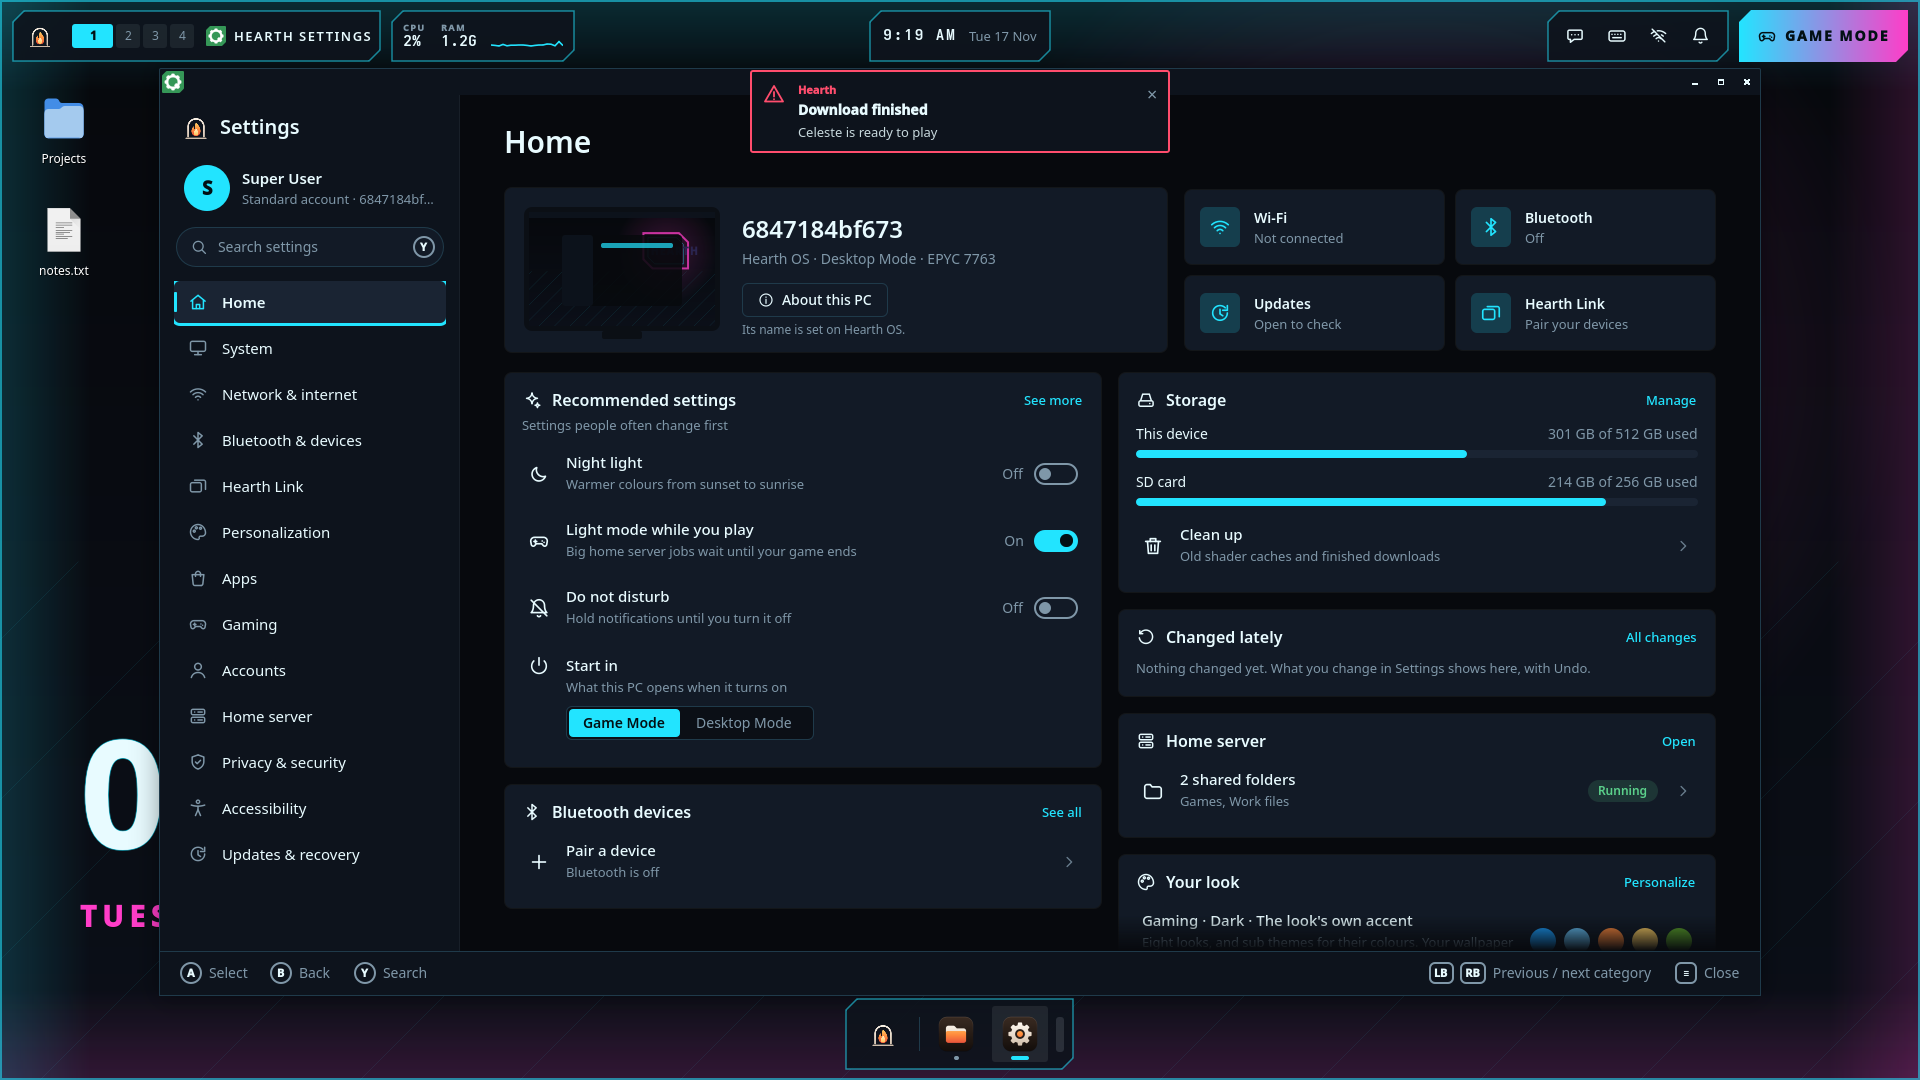 1
2
3
4
HEARTH SETTINGS
CPU
2%
RAM
1.2G
9:19 AM
Tue 17 Nov
GAME MODE
Projects
notes.txt
0
TUES
Hearth
Download finished
Celeste is ready to play
Settings
S
Super User
Standard account · 6847184bf...
Search settings
Y
Home
System
Network & internet
Bluetooth & devices
Hearth Link
Personalization
Apps
Gaming
Accounts
Home server
Privacy & security
Accessibility
Updates & recovery
Home
6847184bf673
Hearth OS · Desktop Mode · EPYC 7763
About this PC
Its name is set on Hearth OS.
Wi-Fi
Not connected
Bluetooth
Off
Updates
Open to check
Hearth Link
Pair your devices
Recommended settings
See more
Settings people often change first
Night light
Warmer colours from sunset to sunrise
Off
Light mode while you play
Big home server jobs wait until your game ends
On
Do not disturb
Hold notifications until you turn it off
Off
Start in
What this PC opens when it turns on
Game Mode
Desktop Mode
Bluetooth devices
See all
Pair a device
Bluetooth is off
Storage
Manage
This device
301 GB of 512 GB used
SD card
214 GB of 256 GB used
Clean up
Old shader caches and finished downloads
Changed lately
All changes
Nothing changed yet. What you change in Settings shows here, with Undo.
Home server
Open
2 shared folders
Games, Work files
Running
Your look
Personalize
Gaming · Dark · The look's own accent
Eight looks, and sub themes for their colours. Your wallpaper
A Select
B Back
Y Search
LB RB Previous / next category
Close